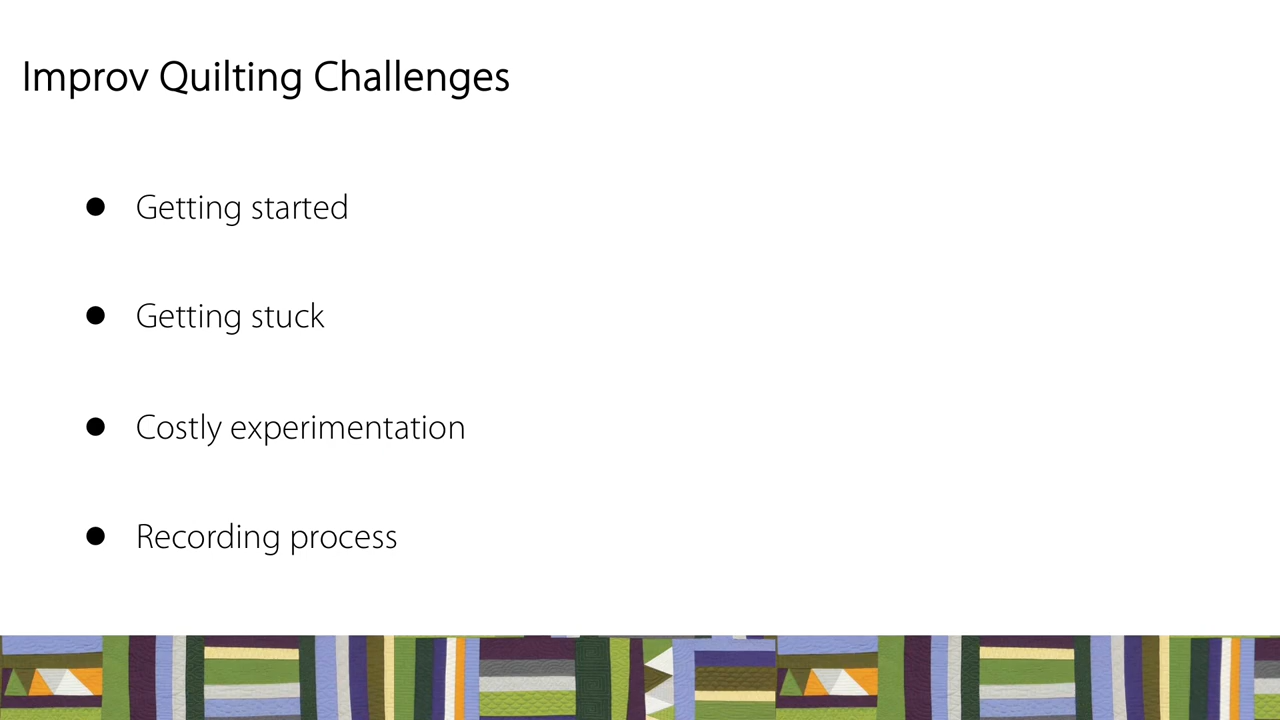 Improv Quilting Challenges
● Getting started
● Getting stuck
● Costly experimentation
● Recording process